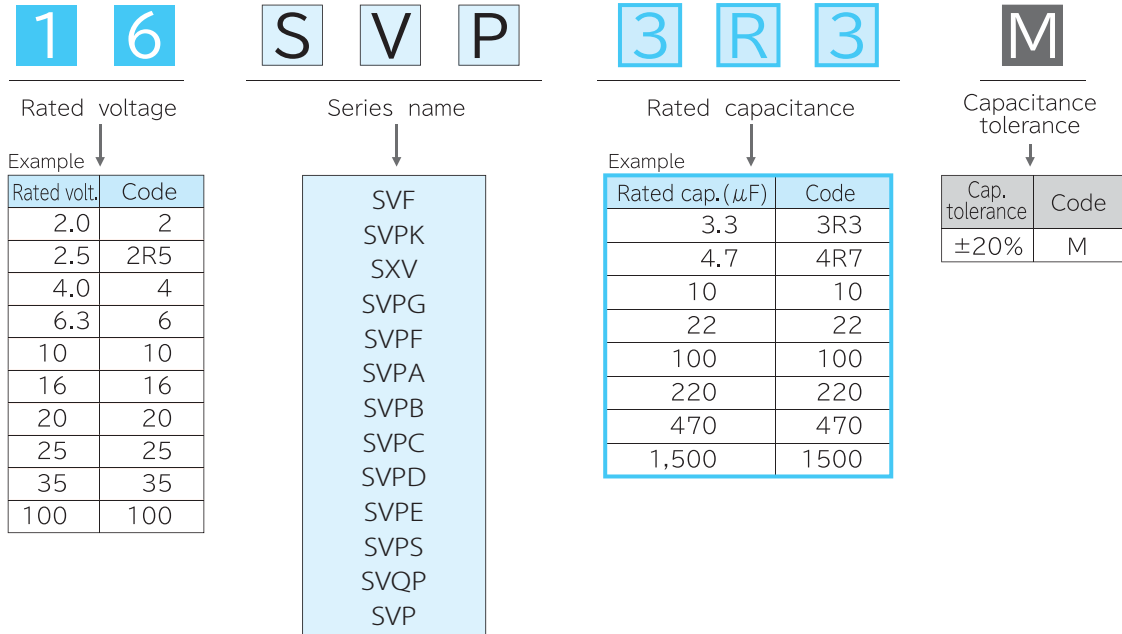 16 SVP 3R3 M
Rated voltage
Example
Rated volt. Code
2.0 2
2.5 2R5
4.0 4
6.3 6
10 10
16 16
20 20
25 25
35 35
100 100
Series name
SVF
SVPK
SXV
SVPG
SVPF
SVPA
SVPB
SVPC
SVPD
SVPE
SVPS
SVQP
SVP
Rated capacitance
Example
Rated cap.(μF) Code
3.3 3R3
4.7 4R7
10 10
22 22
100 100
220 220
470 470
1,500 1500
Capacitance
tolerance
Cap.
tolerance Code
±20% M